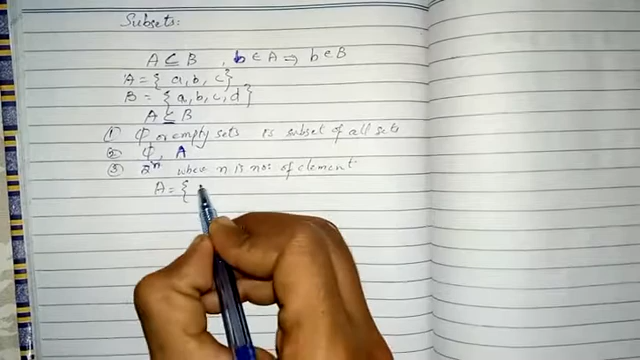 Subsets:
A ⊆ B , b ∈ A ⇒ b ∈ B
A = { a, b, c }
B = { a, b, c, d }
A ⊆ B
① ϕ or empty sets is subset of all sets
② ϕ, A
③ 2ⁿ where n is no: of element
A = {